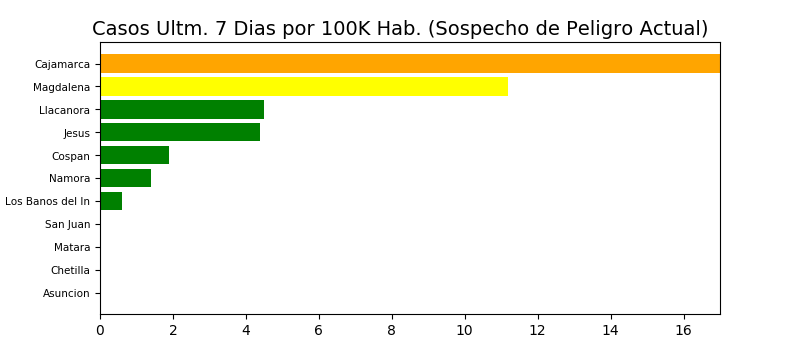 Casos Ultm. 7 Dias por 100K Hab. (Sospecho de Peligro Actual)
Cajamarca
Magdalena
Llacanora
Jesus
Cospan
Namora
Los Banos del In
San Juan
Matara
Chetilla
Asuncion
0 2 4 6 8 10 12 14 16